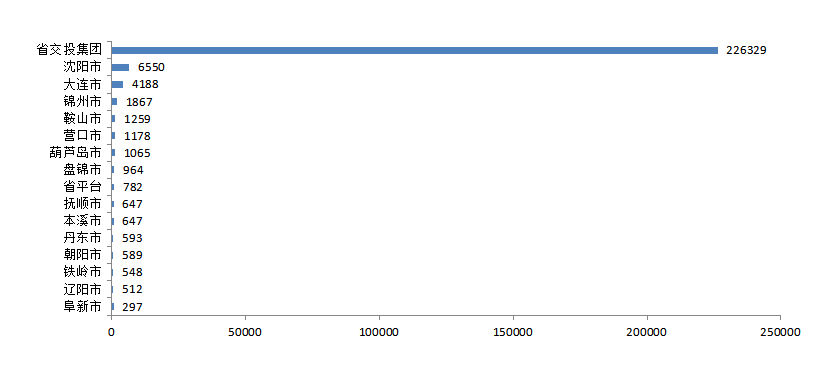 省交投集团 226329
沈阳市 6550
大连市 4188
锦州市 1867
鞍山市 1259
营口市 1178
葫芦岛市 1065
盘锦市 964
省平台 782
抚顺市 647
本溪市 647
丹东市 593
朝阳市 589
铁岭市 548
辽阳市 512
阜新市 297
0 50000 100000 150000 200000 250000